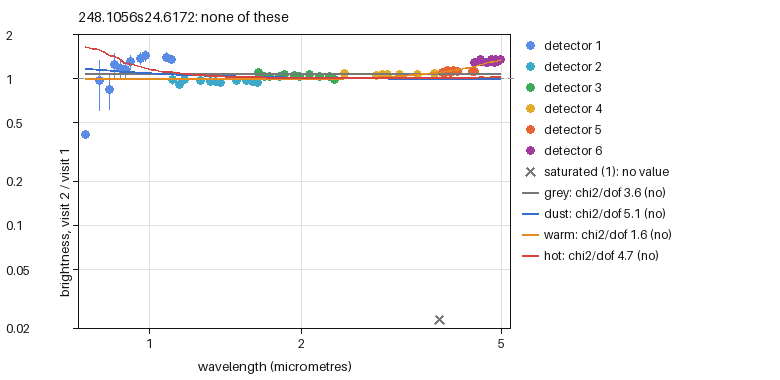 248.1056s24.6172: none of these
2
1
0.5
0.2
0.1
0.05
0.02
brightness, visit 2 / visit 1
1
2
5
wavelength (micrometres)
detector 1
detector 2
detector 3
detector 4
detector 5
detector 6
saturated (1): no value
grey: chi2/dof 3.6 (no)
dust: chi2/dof 5.1 (no)
warm: chi2/dof 1.6 (no)
hot: chi2/dof 4.7 (no)